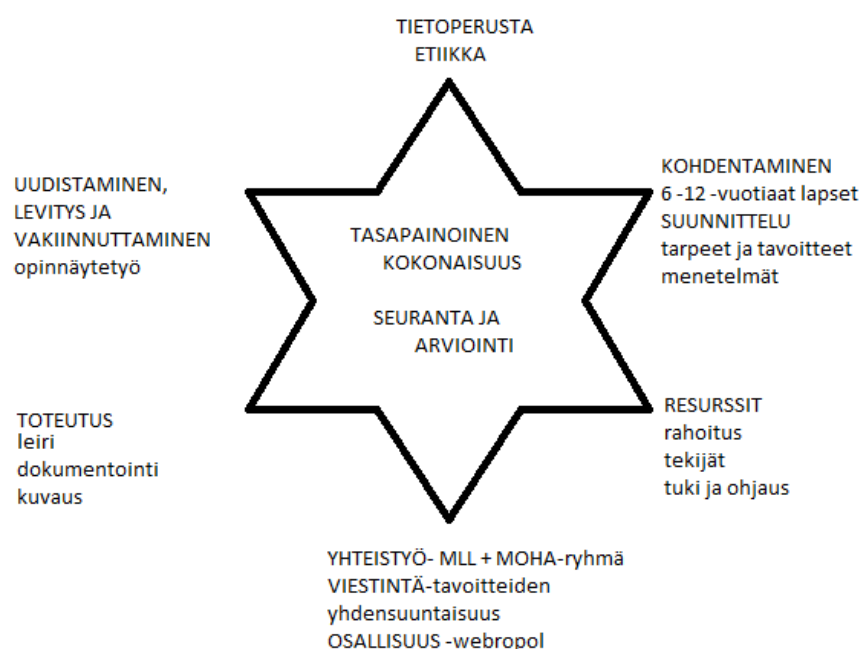 TIETOPERUSTA
ETIIKKA
KOHDENTAMINEN
6 -12 -vuotiaat lapset
SUUNNITTELU
tarpeet ja tavoitteet
menetelmät
UUDISTAMINEN,
LEVITYS JA
VAKIINNUTTAMINEN
opinnäytetyö
TASAPAINOINEN
KOKONAISUUS
SEURANTA JA
ARVIOINTI
RESURSSIT
rahoitus
tekijät
tuki ja ohjaus
TOTEUTUS
leiri
dokumentointi
kuvaus
YHTEISTYÖ- MLL + MOHA-ryhmä
VIESTINTÄ-tavoitteiden
yhdensuuntaisuus
OSALLISUUS -webropol